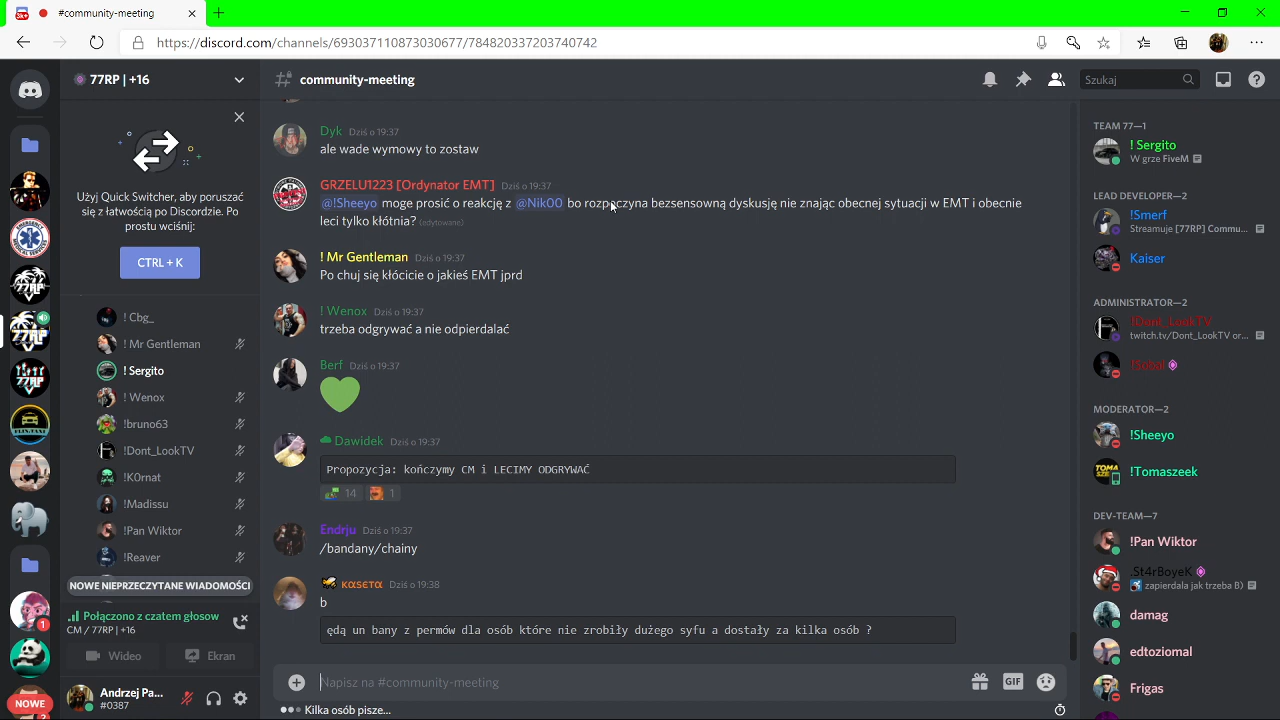 3k+
#community-meeting
https://discord.com/channels/693037110873030677/784820337203740742
77RP | +16
community-meeting
Szukaj
Użyj Quick Switcher, aby poruszać
się z łatwością po Discordzie. Po
prostu wciśnij:
CTRL + K
! Cbg_
! Mr Gentleman
! Sergito
! Wenox
!bruno63
!Dont_LookTV
!K0rnat
!Madissu
!Pan Wiktor
!Reaver
NOWE NIEPRZECZYTANE WIADOMOŚCI
Połączono z czatem głosow
CM / 77RP | +16
Wideo
Ekran
Andrzej Pa...
#0387
NOWE
1
77RP
77RP
77RP
Dyk Dziś o 19:37
ale wade wymowy to zostaw
GRZELU1223 [Ordynator EMT] Dziś o 19:37
@!Sheeyo moge prosić o reakcję z @Nik00 bo rozpoczyna bezsensowną dyskusję nie znając obecnej sytuacji w EMT i obecnie
leci tylko kłótnia? (edytowane)
! Mr Gentleman Dziś o 19:37
Po chuj się kłócicie o jakieś EMT jprd
! Wenox Dziś o 19:37
trzeba odgrywać a nie odpierdalać
Berf Dziś o 19:37
Dawidek Dziś o 19:37
Propozycja: kończymy CM i LECIMY ODGRYWAĆ
14 1
Endrju Dziś o 19:37
/bandany/chainy
καsεтα Dziś o 19:38
b
ędą un bany z permów dla osób które nie zrobiły dużego syfu a dostały za kilka osób ?
Napisz na #community-meeting
GIF
Kilka osób pisze...
TEAM 77—1
! Sergito
W grze FiveM
LEAD DEVELOPER—2
!Smerf
Streamuje [77RP] Commu...
Kaiser
ADMINISTRATOR—2
!Dont_LookTV
twitch.tv/Dont_LookTV or...
!Sobal
MODERATOR—2
!Sheeyo
!Tomaszeek
DEV-TEAM—7
!Pan Wiktor
.St4rBoyeK
zapierdala jak trzeba B)
damag
edtoziomal
Frigas